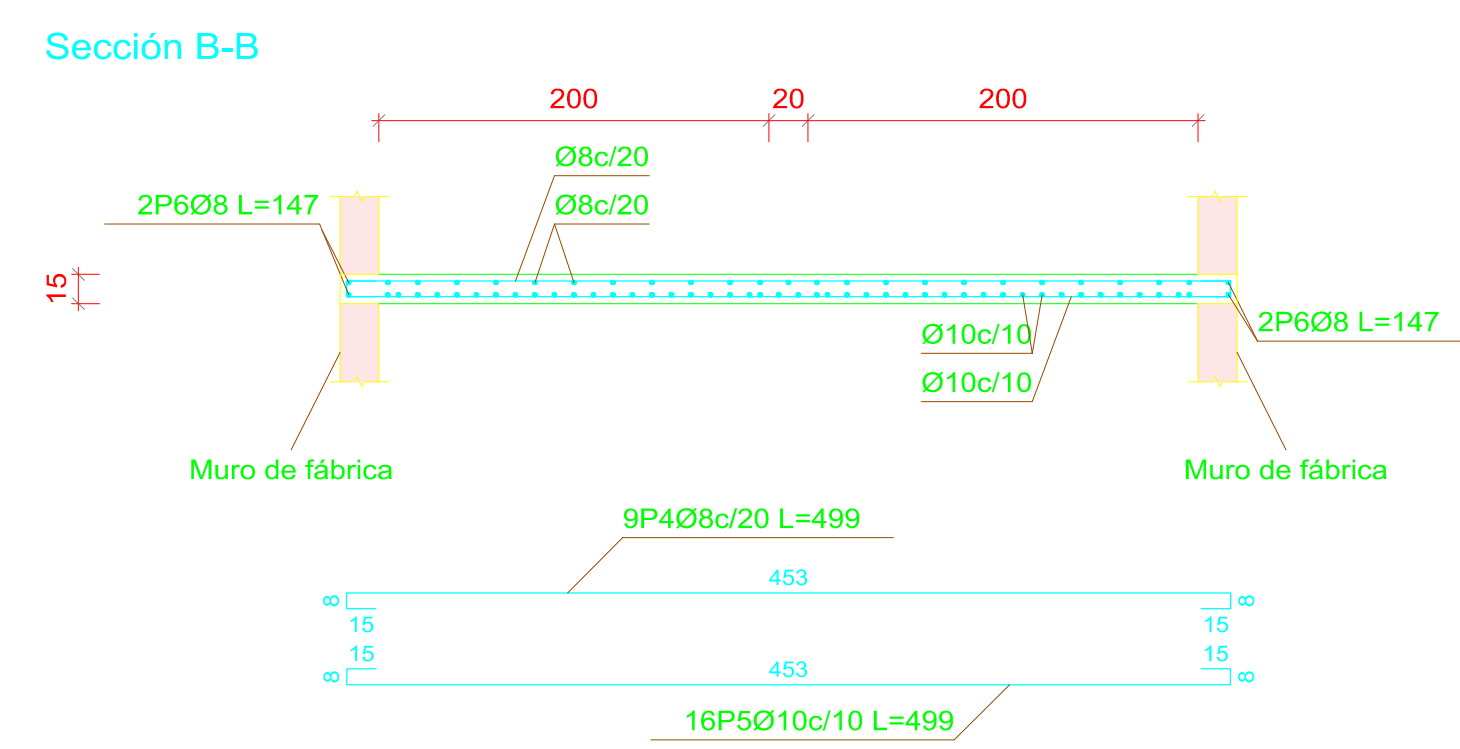 Sección B-B
200 20 200
Ø8c/20
2P6Ø8 L=147
Ø8c/20
15
Ø10c/10
2P6Ø8 L=147
Ø10c/10
Muro de fábrica
Muro de fábrica
9P4Ø8c/20 L=499
453
8
8
15
15
15
15
453
8
8
16P5Ø10c/10 L=499